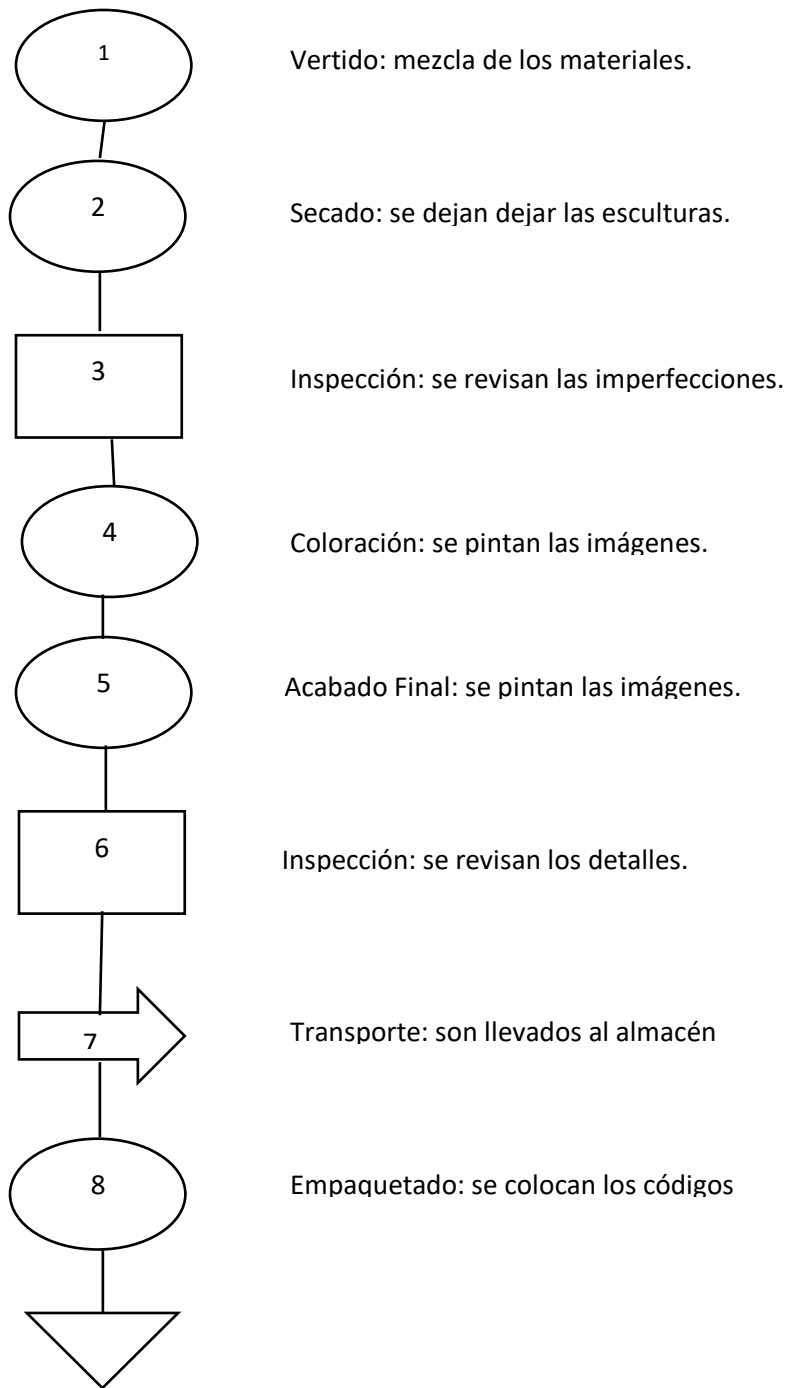 1
Vertido: mezcla de los materiales.
2
Secado: se dejan dejar las esculturas.
3
Inspección: se revisan las imperfecciones.
4
Coloración: se pintan las imágenes.
5
Acabado Final: se pintan las imágenes.
6
Inspección: se revisan los detalles.
7
Transporte: son llevados al almacén
8
Empaquetado: se colocan los códigos